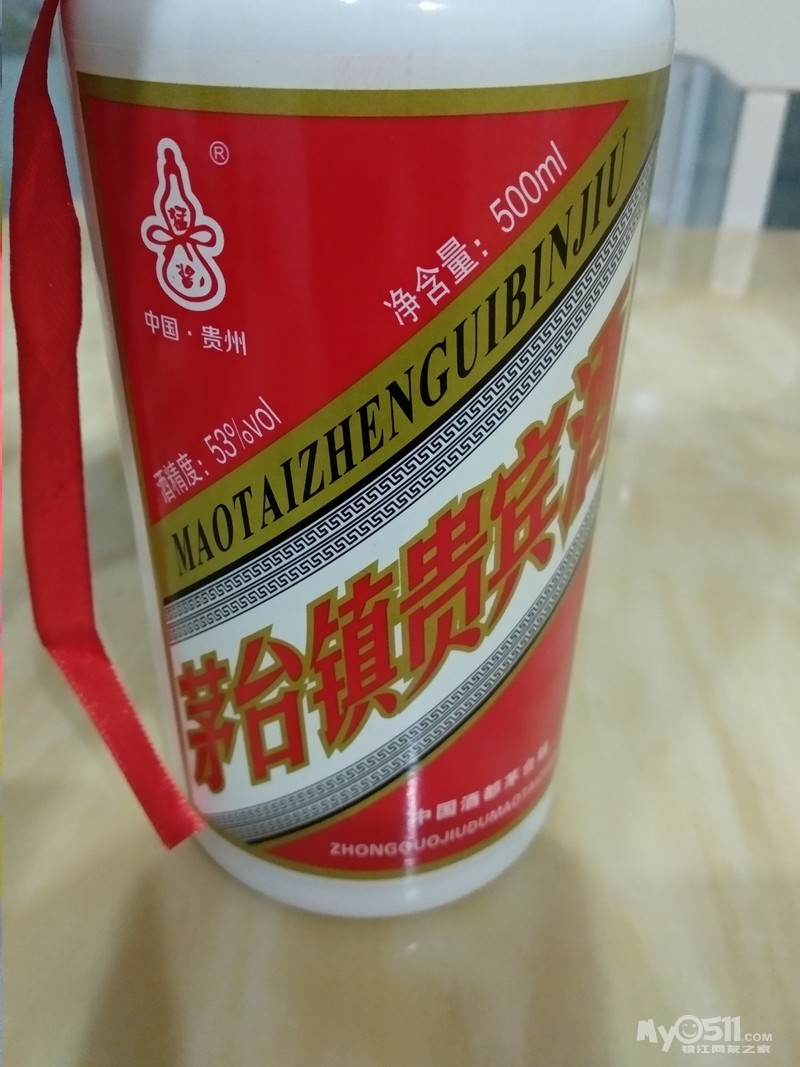 ®
中国·贵州
净含量：500ml
酒精度：53%vol
MAOTAIZHENGUIBINJIU
茅台镇贵宾酒
中国酒都茅台镇
ZHONGGUOJIUDUMAOTAIZ
My0511.COM
镇江网友之家